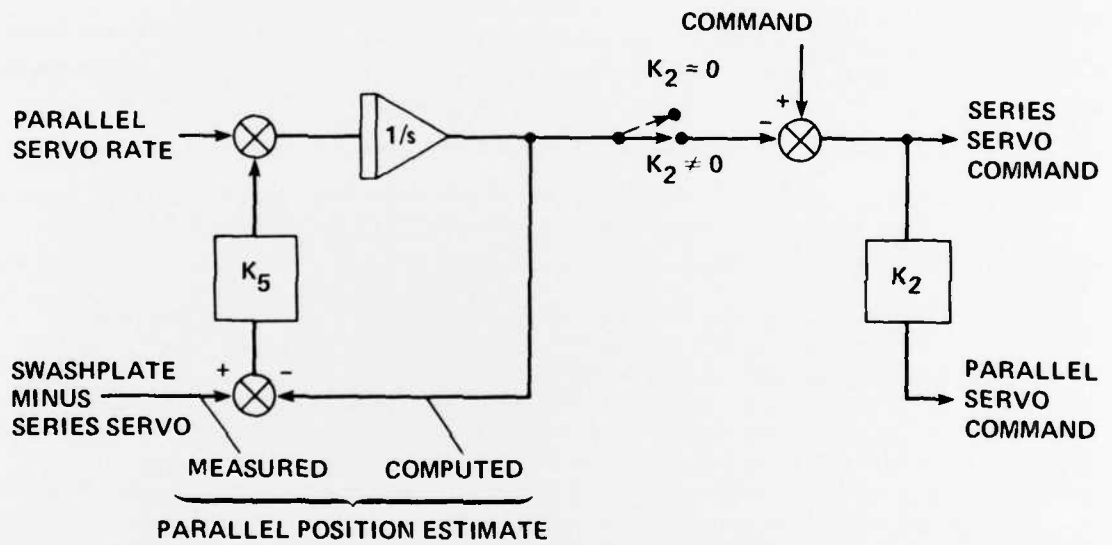 COMMAND
K2 = 0
+
PARALLEL
SERVO RATE
1/s
-
K2 ≠ 0
SERIES
SERVO
COMMAND
K5
K2
SWASHPLATE
MINUS
SERIES SERVO
+
-
PARALLEL
SERVO
COMMAND
MEASURED
COMPUTED
PARALLEL POSITION ESTIMATE